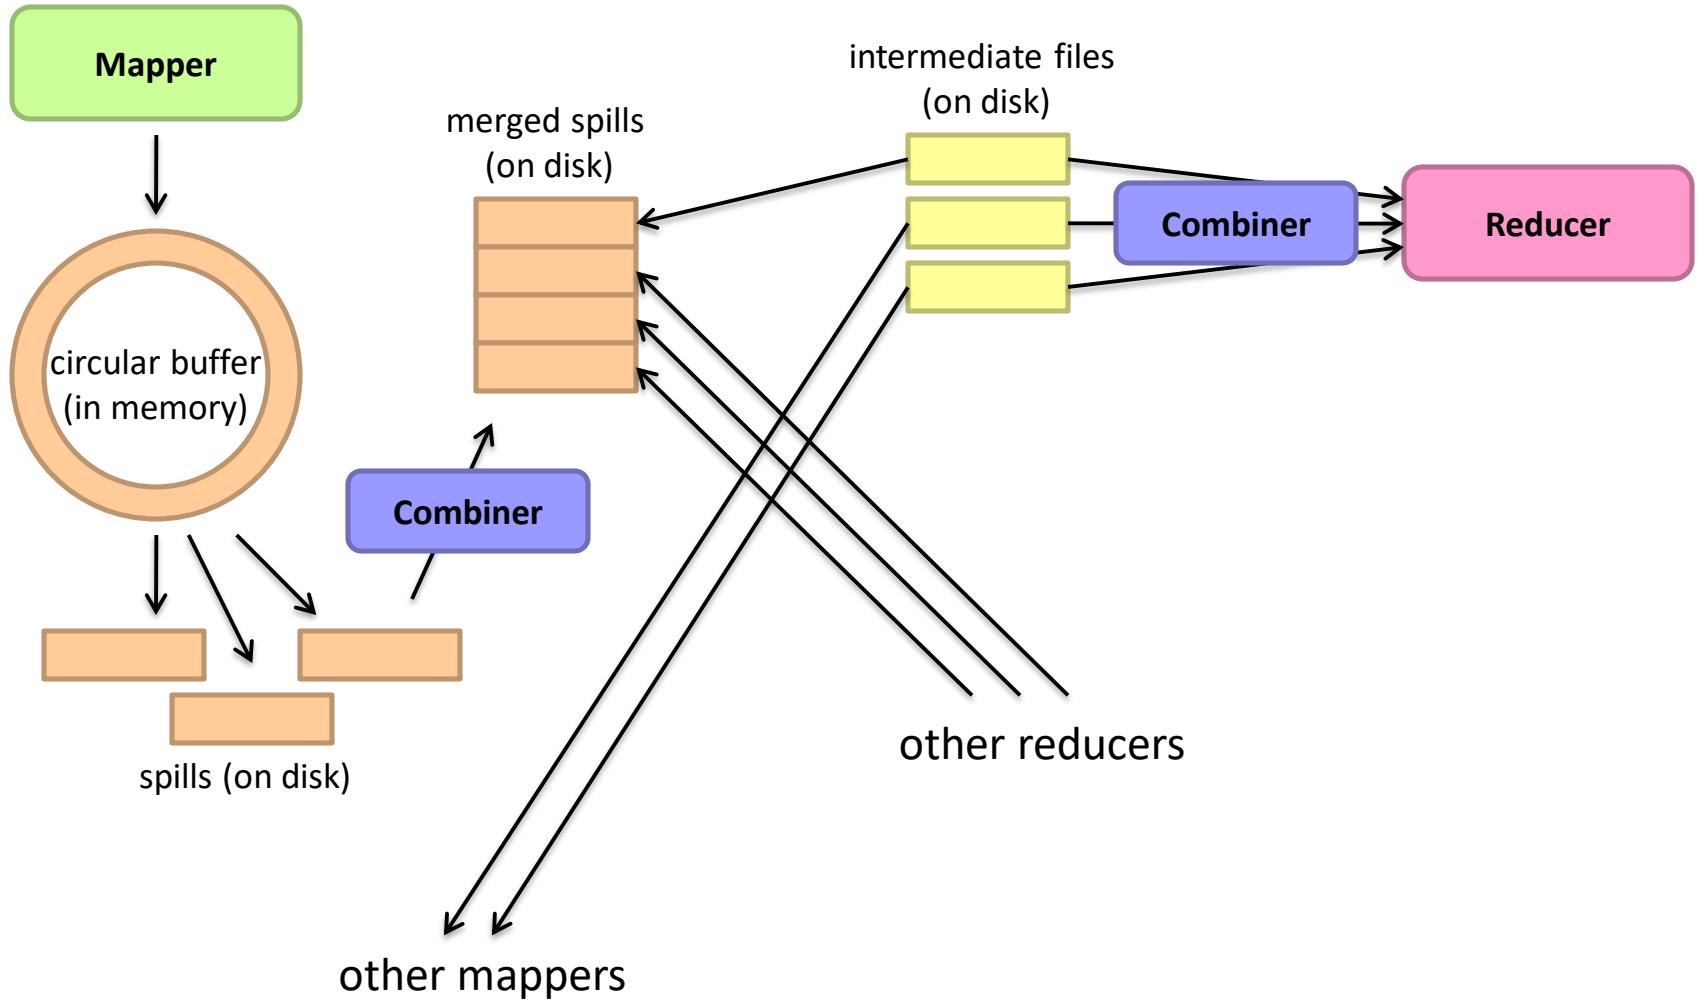 Mapper
circular buffer
(in memory)
spills (on disk)
Combiner
merged spills
(on disk)
intermediate files
(on disk)
Combiner
Reducer
other reducers
other mappers